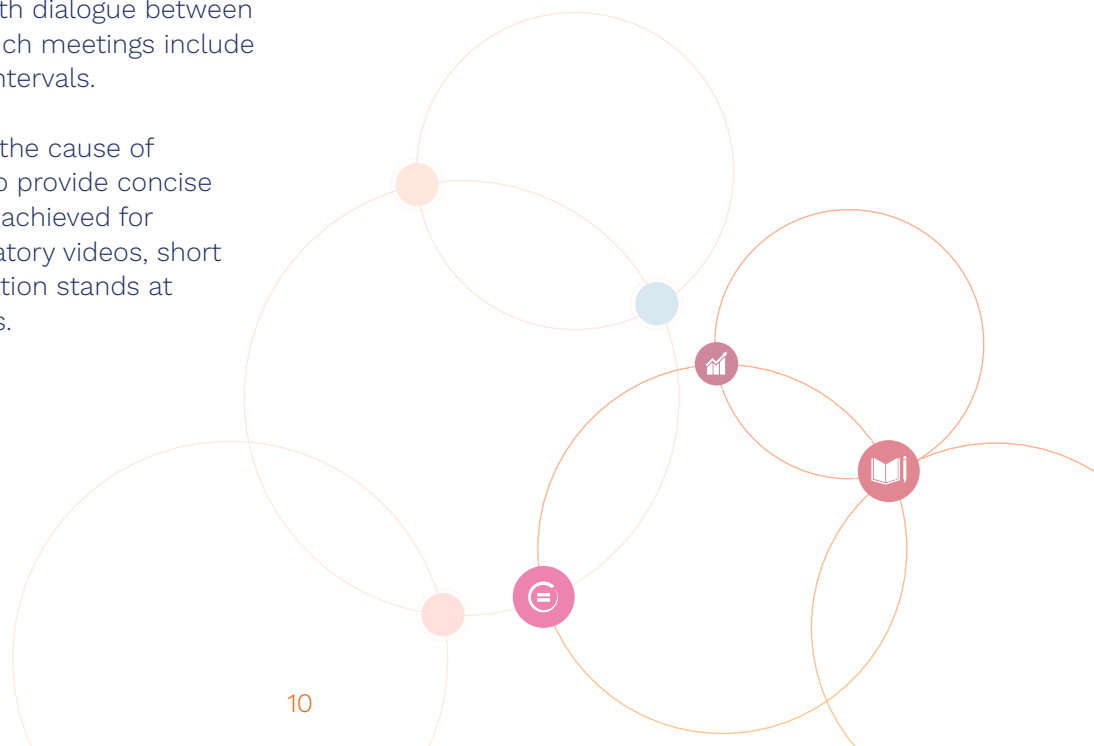 th dialogue between
ch meetings include
ntervals.
the cause of
provide concise
achieved for
atory videos, short
tion stands at
s.
10